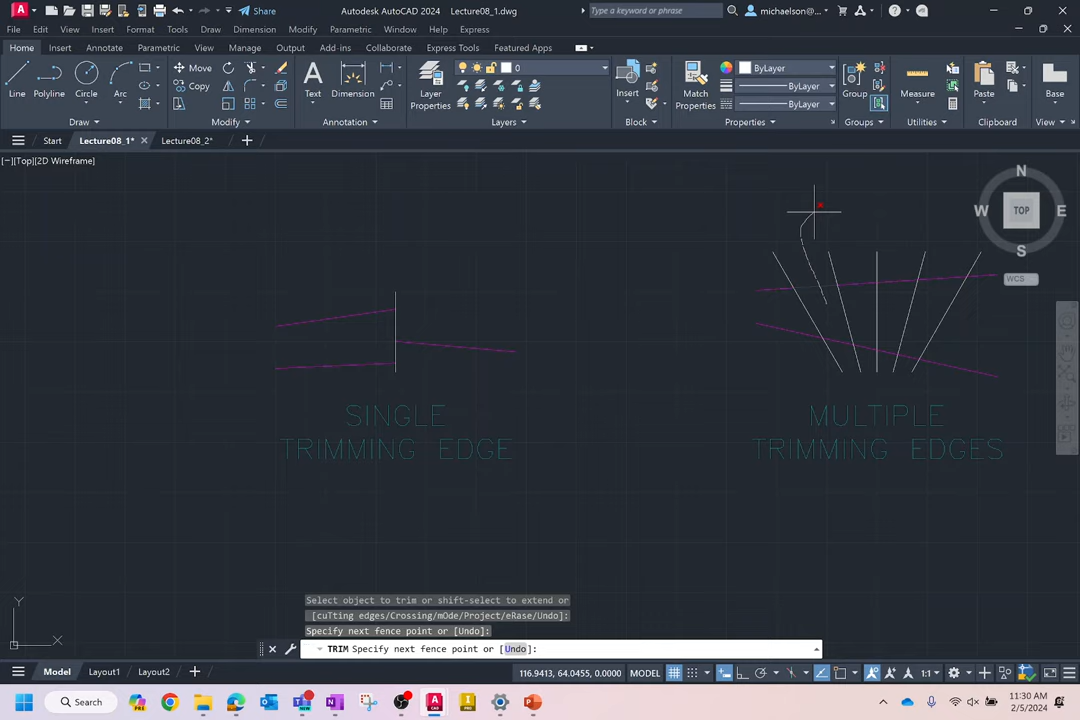 Share
Autodesk AutoCAD 2024 Lecture08_1.dwg
Type a keyword or phrase
michaelson@...
File Edit View Insert Format Tools Draw Dimension Modify Parametric Window Help Express
Home Insert Annotate Parametric View Manage Output Add-ins Collaborate Express Tools Featured Apps
Line Polyline Circle Arc
Move
Copy
Text Dimension
Layer Properties
0
Insert
Match Properties
ByLayer
ByLayer
ByLayer
Group Measure Paste Base
Draw Modify Annotation Layers Block Properties Groups Utilities Clipboard View
Start Lecture08_1* Lecture08_2*
[−][Top][2D Wireframe]
N
W TOP E
S
WCS
SINGLE
TRIMMING EDGE
MULTIPLE
TRIMMING EDGES
Y
X
Select object to trim or shift-select to extend or
[cuTting edges/Crossing/mOde/Project/eRase/Undo]:
Specify next fence point or [Undo]:
TRIM Specify next fence point or [Undo]:
Model Layout1 Layout2
116.9413, 64.0455, 0.0000 MODEL 1:1
Search
11:30 AM
2/5/2024